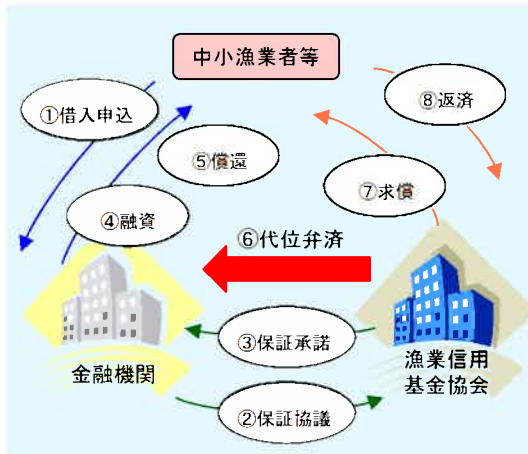 中小漁業者等
①借入申込
⑧返済
⑤償還
⑦求償
④融資
⑥代位弁済
③保証承諾
金融機関
漁業信用
基金協会
②保証協議